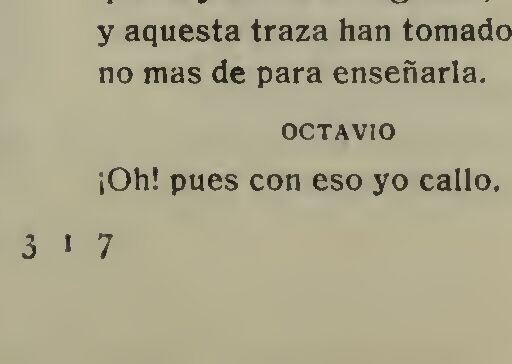 y aquesta traza han tomado
no mas de para enseñarla.
OCTAVIO
¡Oh! pues con eso yo callo.
3 1 7